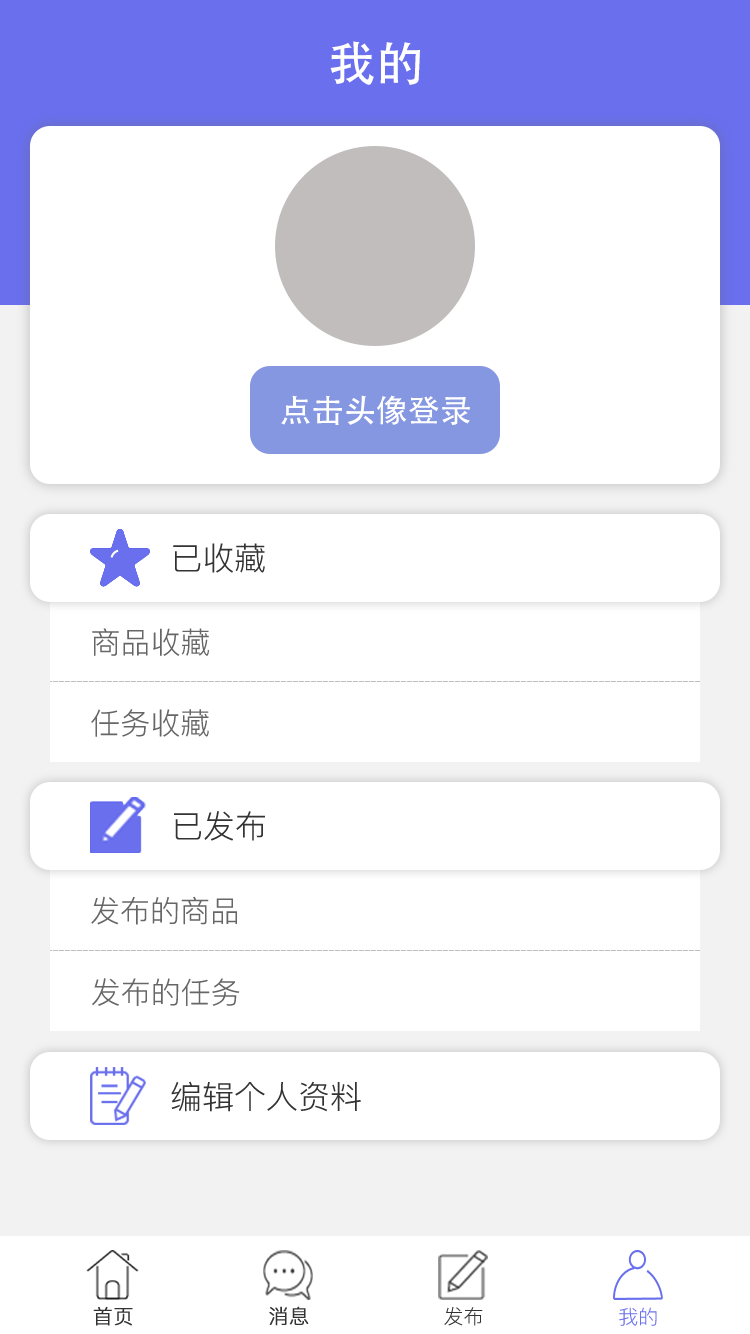 我的
点击头像登录
已收藏
商品收藏
任务收藏
已发布
发布的商品
发布的任务
编辑个人资料
首页
消息
发布
我的